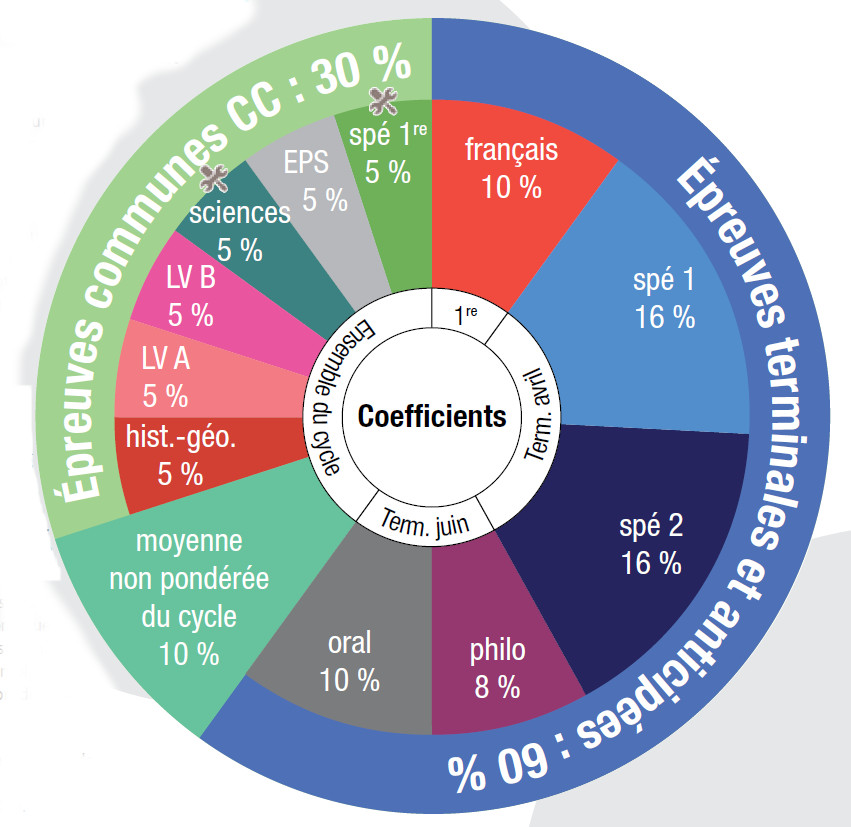 Épreuves communes CC : 30 %
Épreuves terminales et anticipées : 60 %
français
10 %
spé 1
16 %
spé 2
16 %
philo
8 %
oral
10 %
moyenne
non pondérée
du cycle
10 %
hist.-géo.
5 %
LV A
5 %
LV B
5 %
sciences
5 %
EPS
5 %
spé 1re
5 %
1re
Term. avril
Term. juin
Ensemble du cycle
Coefficients